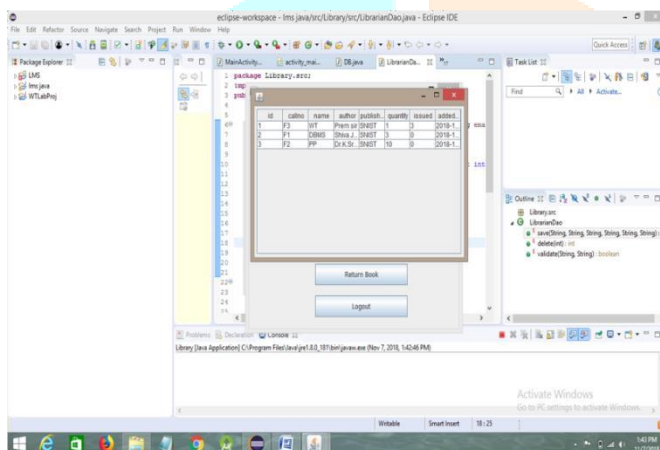 eclipse-workspace - lms java/src/Library/src/LibrarianDao.java - Eclipse IDE
File Edit Refactor Source Navigate Search Project Run Window Help
Quick Access
Package Explorer
MainActivity...
activity_mai...
DB.java
LibrarianDa...
Task List
LMS
lms java
WTLabProj
1 package Library.src;
2
3
Find
All
Activate...
id callno name author publish... quantity issued added...
1 F3 WT Prem sir SNIST 1 3 2018-1...
2 F1 DBMS Shiva J... SNIST 3 0 2018-1...
3 F2 PP Dr.K.Sr... SNIST 10 0 2018-1...
int
Outline
Library.src
LibrarianDao
save(String, String, String, String, String, String) :
delete(int) : int
validate(String, String) : boolean
Return Book
Logout
Problems
Declaration
Console
Library [Java Application] C:\Program Files\Java\jre1.8.0_181\bin\javaw.exe (Nov 7, 2018, 1:42:46 PM)
Activate Windows
Go to PC settings to activate Windows.
Writable Smart Insert 18 : 25
1:43 PM
11/7/2018